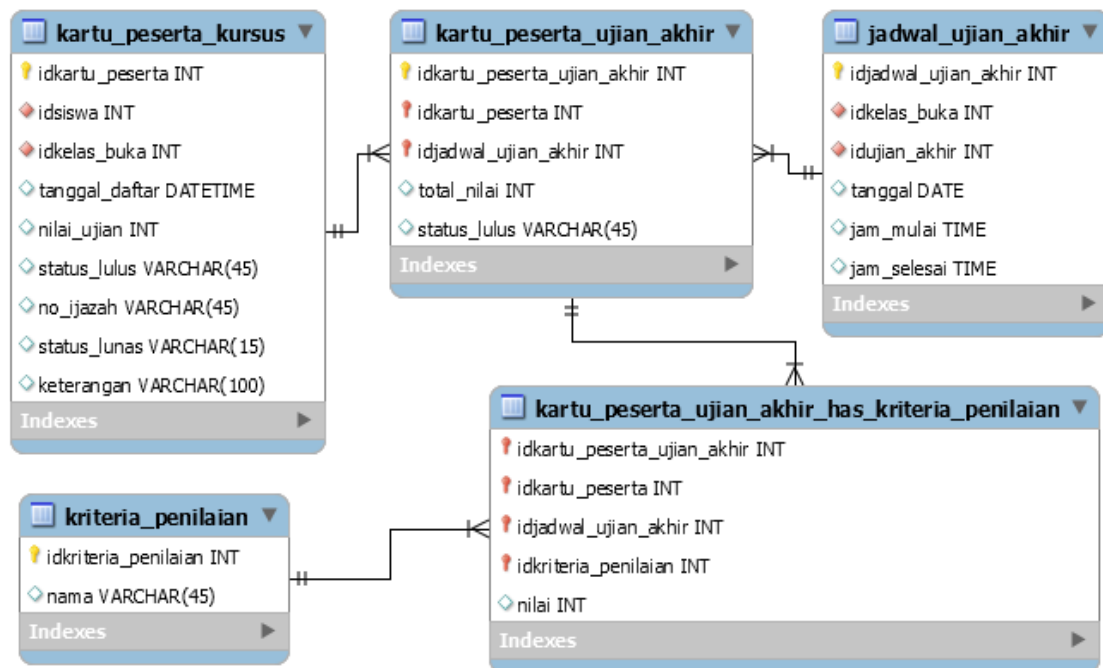 kartu_peserta_kursus
idkartu_peserta INT
idsiswa INT
idkelas_buka INT
tanggal_daftar DATETIME
nilai_ujian INT
status_lulus VARCHAR(45)
no_ijazah VARCHAR(45)
status_lunas VARCHAR(15)
keterangan VARCHAR(100)
Indexes
kartu_peserta_ujian_akhir
idkartu_peserta_ujian_akhir INT
idkartu_peserta INT
idjadwal_ujian_akhir INT
total_nilai INT
status_lulus VARCHAR(45)
Indexes
jadwal_ujian_akhir
idjadwal_ujian_akhir INT
idkelas_buka INT
idujian_akhir INT
tanggal DATE
jam_mulai TIME
jam_selesai TIME
Indexes
kriteria_penilaian
idkriteria_penilaian INT
nama VARCHAR(45)
Indexes
kartu_peserta_ujian_akhir_has_kriteria_penilaian
idkartu_peserta_ujian_akhir INT
idkartu_peserta INT
idjadwal_ujian_akhir INT
idkriteria_penilaian INT
nilai INT
Indexes